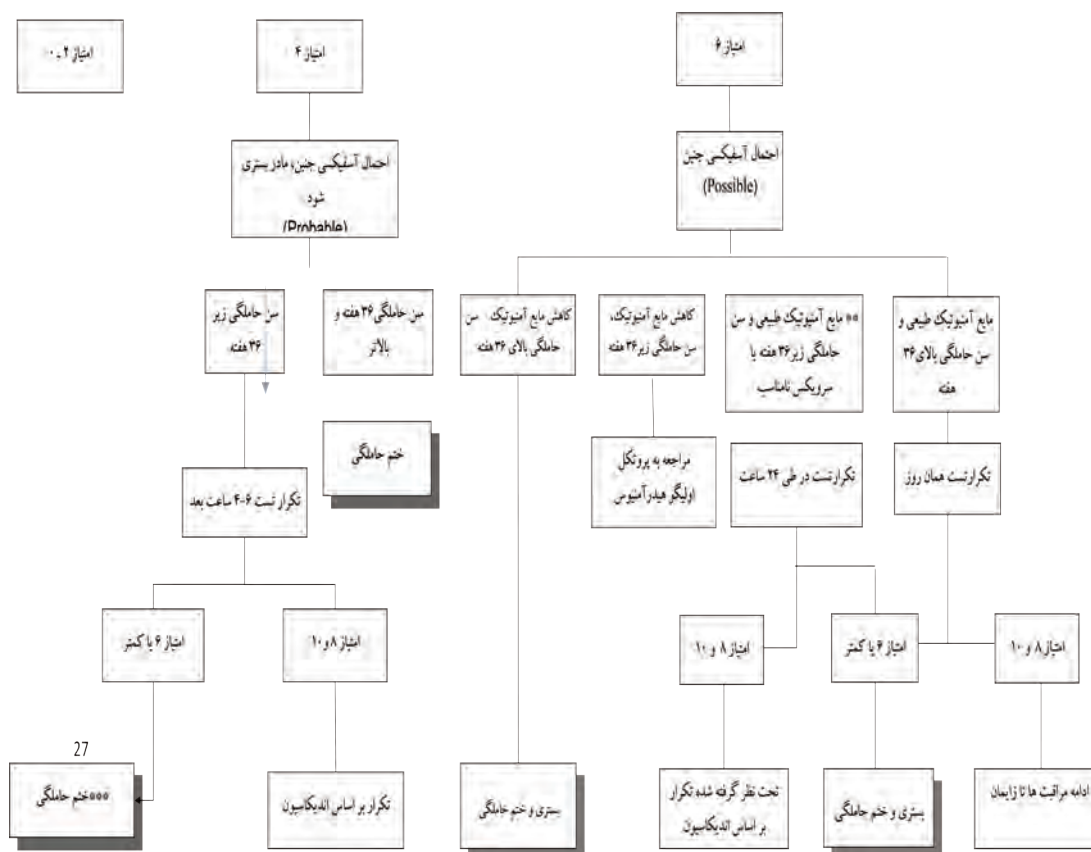 امتیاز ۶
امتیاز ۴
امتیاز ۲ - ۰
احتمال آسفیکسی جنین
(Possible)
احتمال آسفیکسی جنین، مادر بستری
شود
(Probable)
مایع آمنیوتیک طبیعی و
سن حاملگی بالای ۳۶
هفته
** مایع آمنیوتیک طبیعی و سن
حاملگی زیر ۳۶ هفته یا
سرویکس نامناسب
کاهش مایع آمنیوتیک،
سن حاملگی زیر ۳۶ هفته
کاهش مایع آمنیوتیک سن
حاملگی بالای ۳۶ هفته
سن حاملگی ۳۶ هفته و
بالاتر
سن حاملگی زیر
۳۶ هفته
تکرار تست همان روز
تکرار تست در طی ۲۴ ساعت
مراجعه به پروتکل
اولیگو هیدرآمنیوس
ختم حاملگی
تکرار تست ۶-۴ ساعت بعد
امتیاز ۸ و ۱۰
امتیاز ۶ یا کمتر
امتیاز ۸ و ۱۰
امتیاز ۸ و ۱۰
امتیاز ۶ یا کمتر
ادامه مراقبت ها تا زایمان
بستری و ختم حاملگی
تحت نظر گرفته شده تکرار
بر اساس اندیکاسیون
بستری و ختم حاملگی
تکرار بر اساس اندیکاسیون
***ختم حاملگی
27